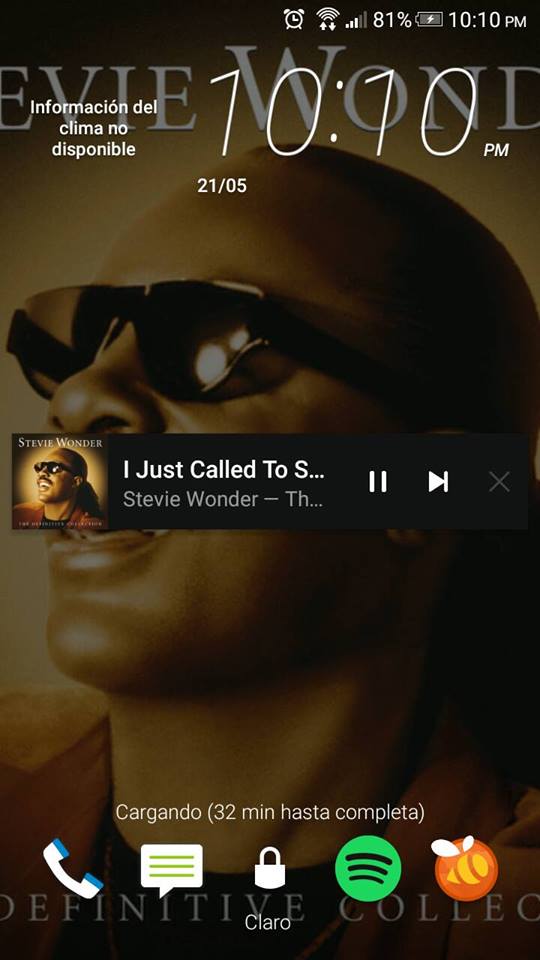 81% 10:10 PM
EVIE WOND
Información del
clima no
disponible
10:10 PM
21/05
STEVIE WONDER
THE DEFINITIVE COLLECTION
I Just Called To S...
Stevie Wonder — Th...
Cargando (32 min hasta completa)
DEFINITIVE COLLEC
Claro